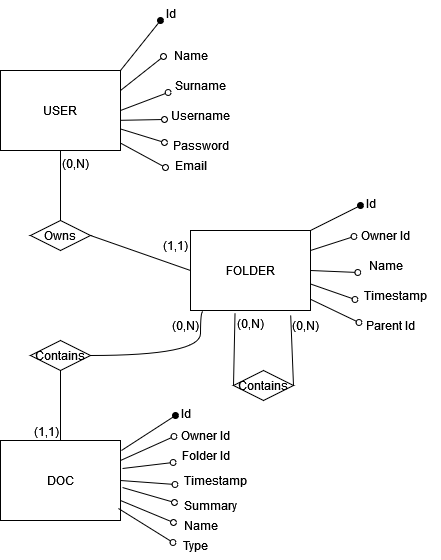 Id
Name
Surname
USER
Username
Password
(0,N)
Email
Id
Owns
Owner Id
(1,1)
FOLDER
Name
Timestamp
(0,N)
(0,N)
(0,N)
Parent Id
Contains
Contains
Id
(1,1)
Owner Id
Folder Id
DOC
Timestamp
Summary
Name
Type